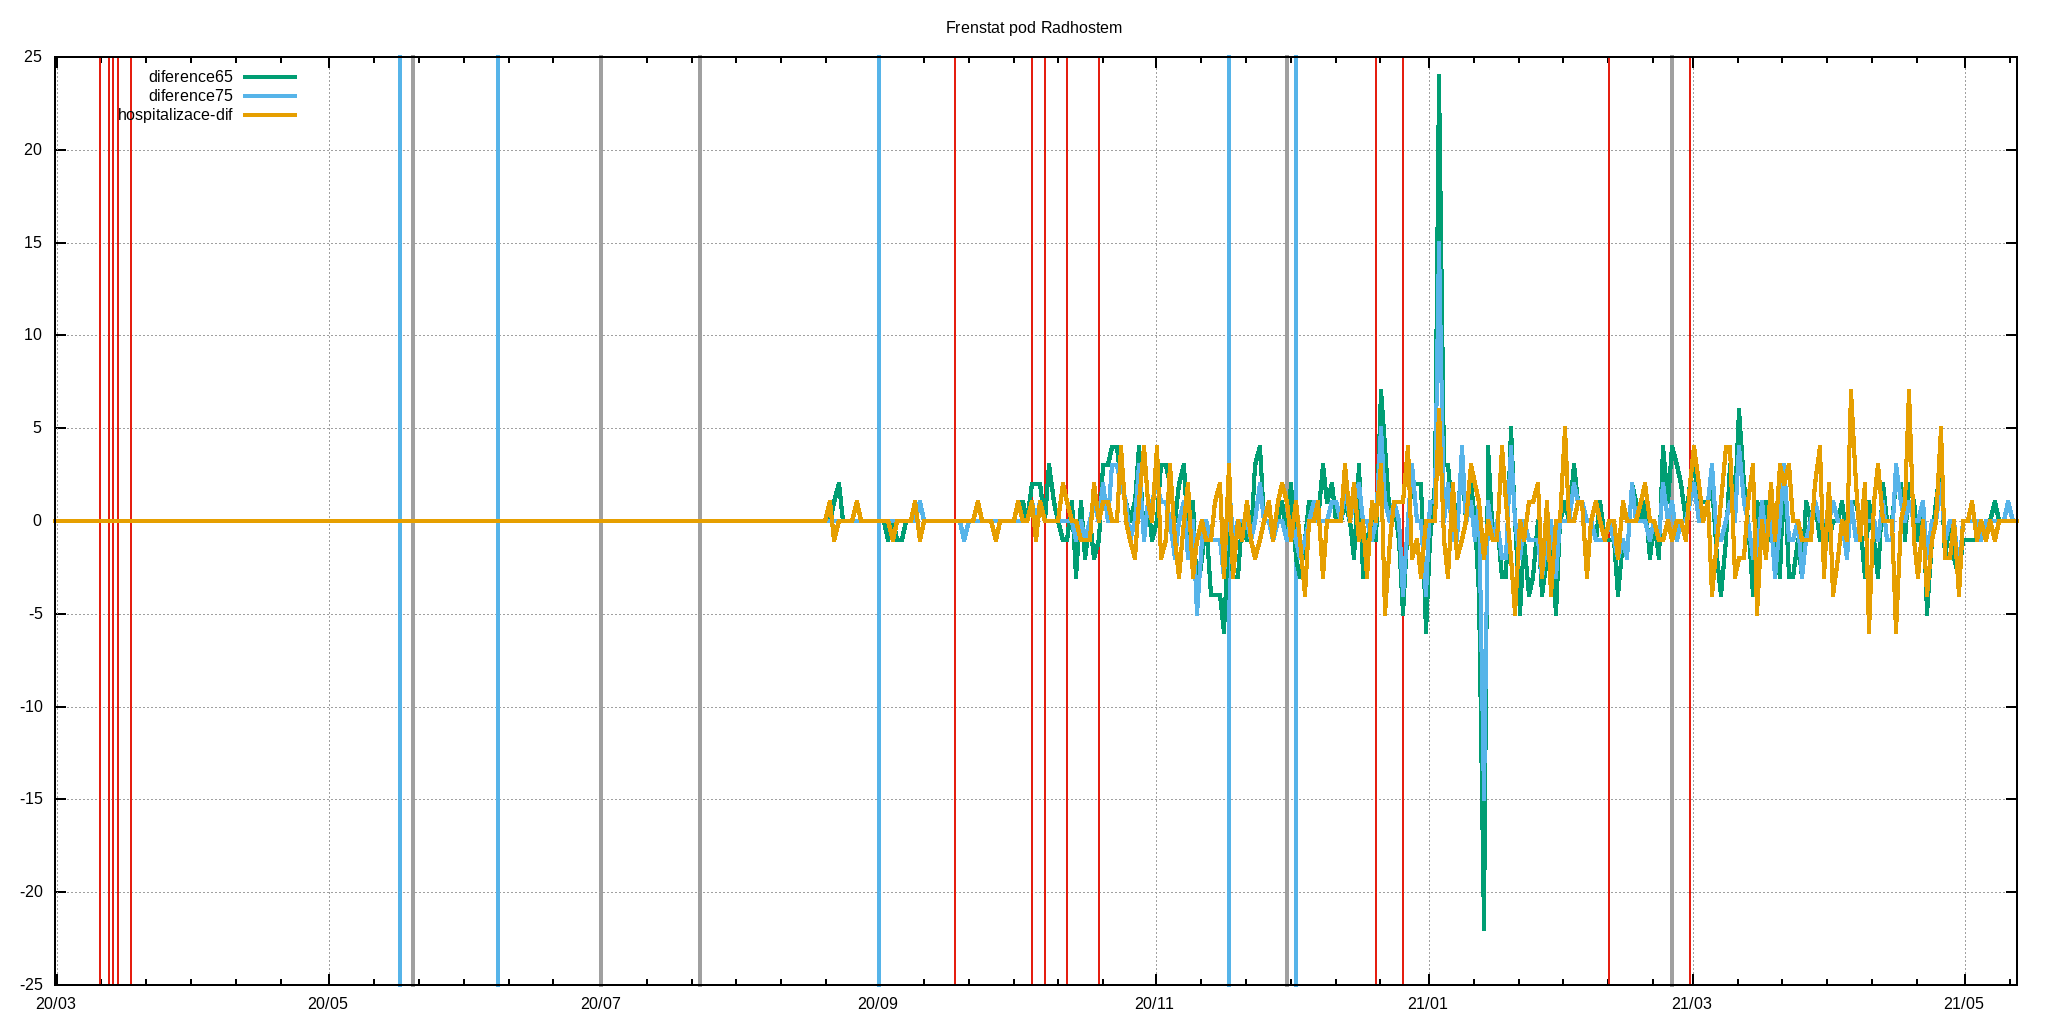 Frenstat pod Radhostem
diference65
diference75
hospitalizace-dif
25
20
15
10
5
0
-5
-10
-15
-20
-25
20/03 20/05 20/07 20/09 20/11 21/01 21/03 21/05